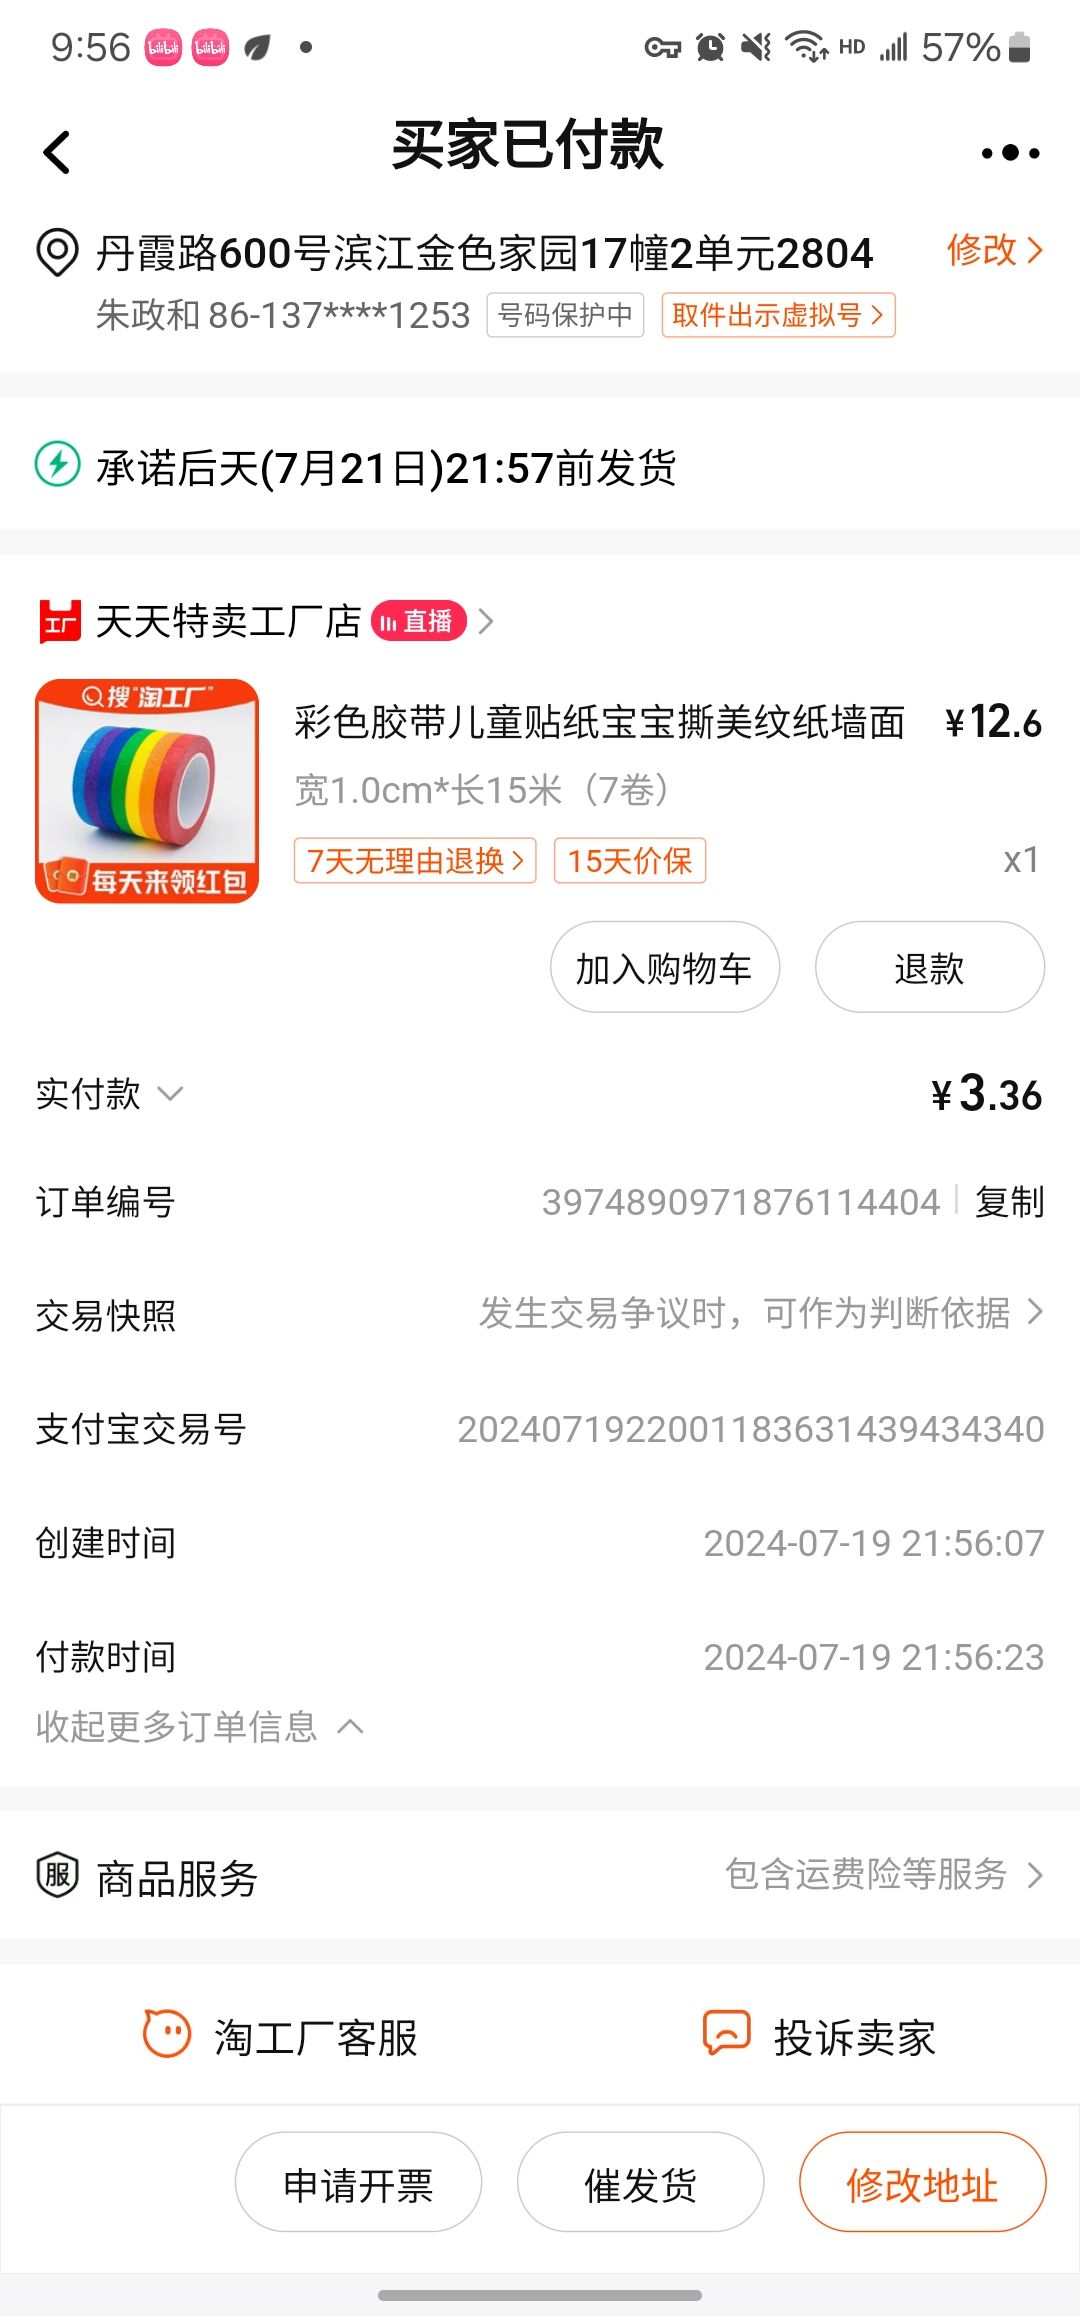 9:56 bilibili bilibili HD 57%
买家已付款
丹霞路600号滨江金色家园17幢2单元2804 修改
朱政和 86-137****1253 号码保护中 取件出示虚拟号
承诺后天(7月21日)21:57前发货
工厂 天天特卖工厂店 直播
搜"淘工厂"
彩色胶带儿童贴纸宝宝撕美纹纸墙面 ¥12.6
宽1.0cm*长15米（7卷）
7天无理由退换 15天价保 x1
每天来领红包
加入购物车 退款
实付款 ¥3.36
订单编号 3974890971876114404 复制
交易快照 发生交易争议时，可作为判断依据
支付宝交易号 2024071922001183631439434340
创建时间 2024-07-19 21:56:07
付款时间 2024-07-19 21:56:23
收起更多订单信息
服 商品服务 包含运费险等服务
淘工厂客服 投诉卖家
申请开票 催发货 修改地址